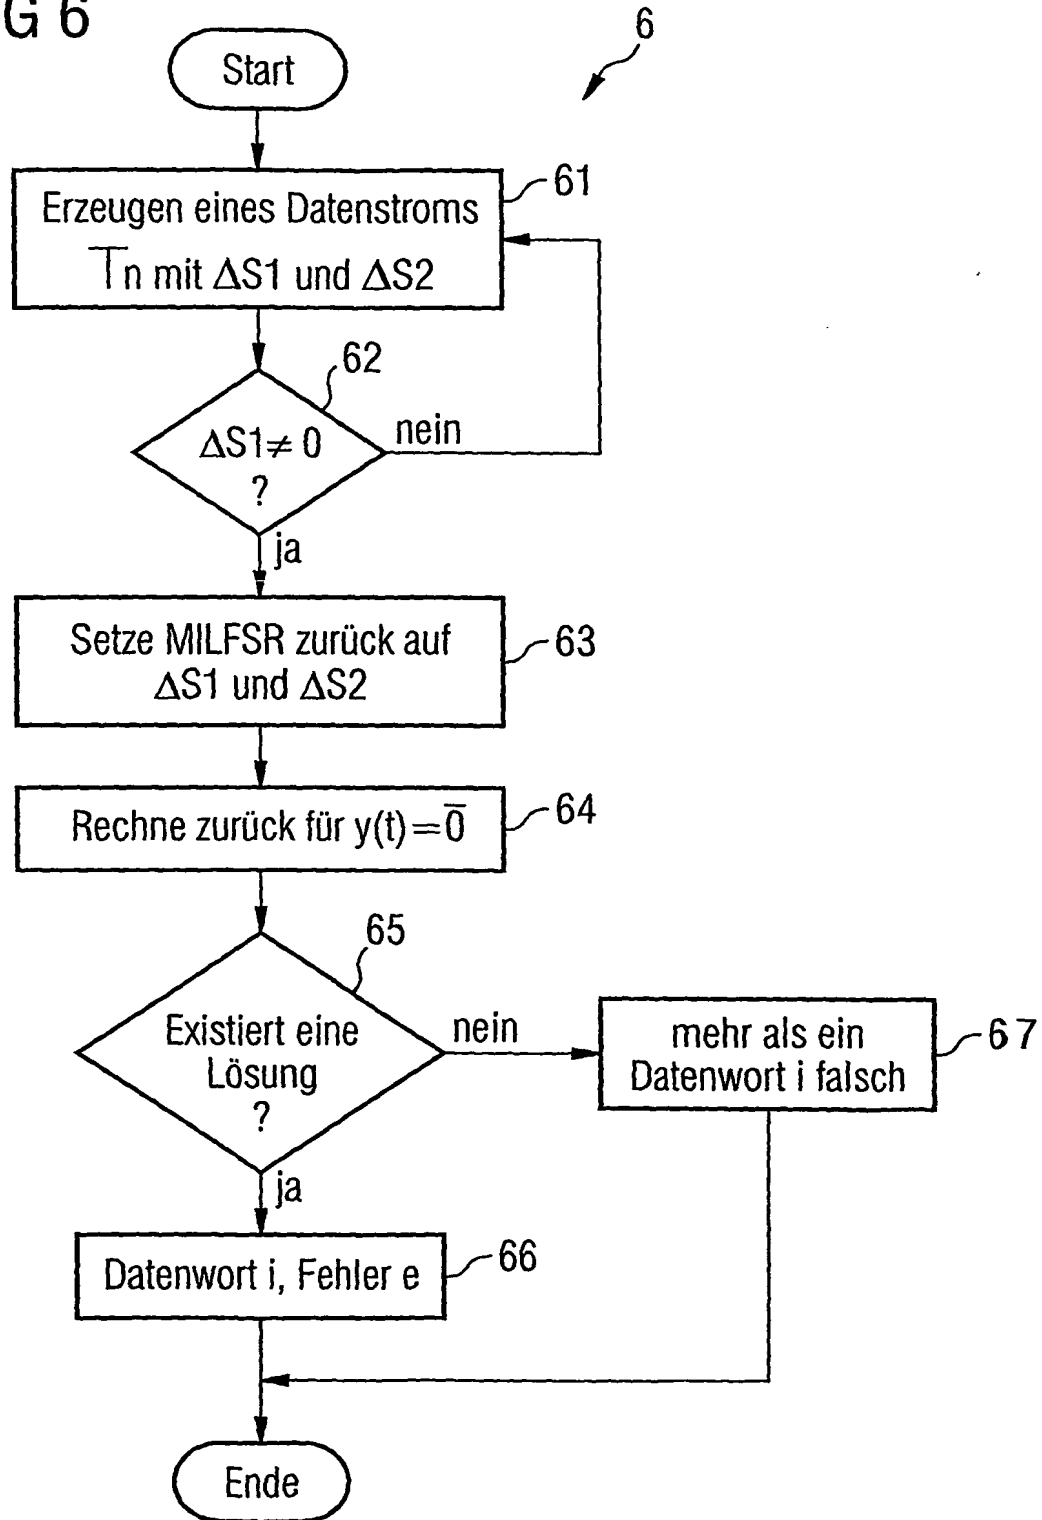 G 6
6
Start
61
Erzeugen eines Datenstroms
T̅n mit ΔS1 und ΔS2
62
ΔS1≠ 0
?
nein
ja
Setze MILFSR zurück auf
ΔS1 und ΔS2
63
Rechne zurück für y(t)=0̅
64
65
Existiert eine
Lösung
?
nein
mehr als ein
Datenwort i falsch
67
ja
Datenwort i, Fehler e
66
Ende